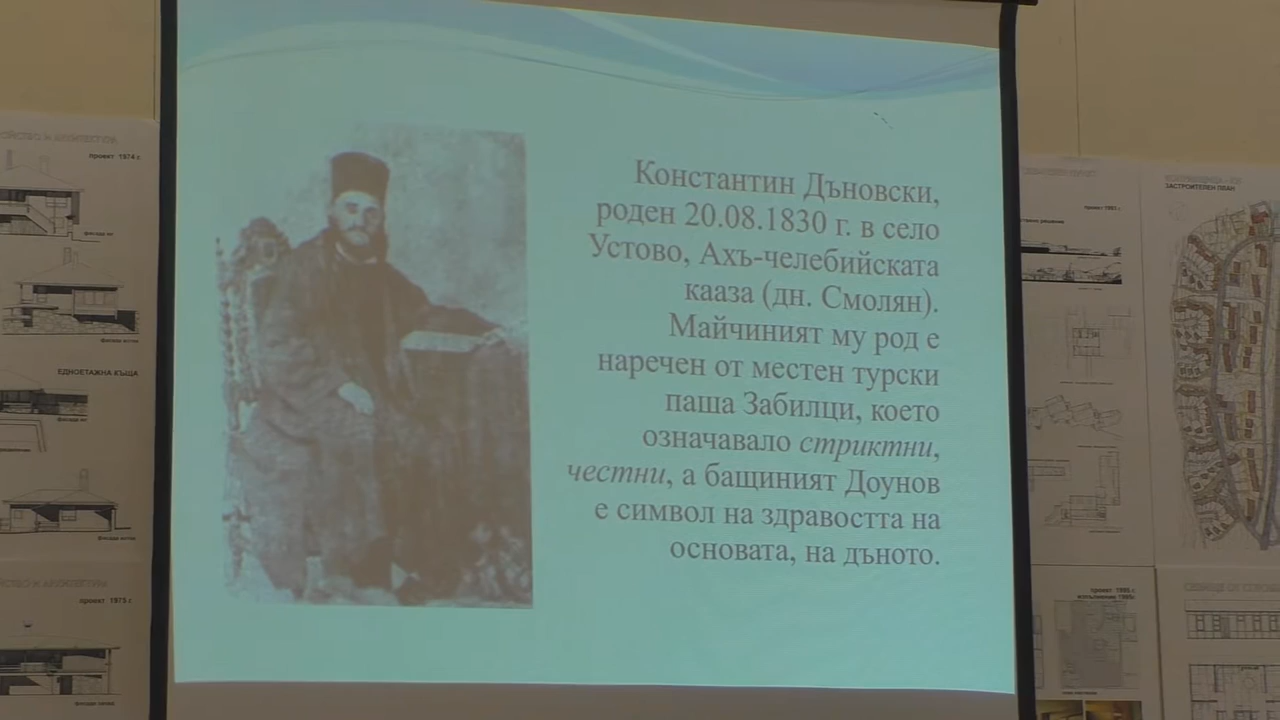 Константин Дъновски,
роден 20.08.1830 г. в село
Устово, Ахъ-челебийската
кааза (дн. Смолян).
Майчиният му род е
наречен от местен турски
паша Забилци, което
означавало стриктни,
честни, а бащиният Доунов
е символ на здравостта на
основата, на дъното.
проект 1974 г.
ЕДНОЕТАЖНА КЪЩА
проект 1973 г
ЗАСТРОИТЕЛЕН ПЛАН